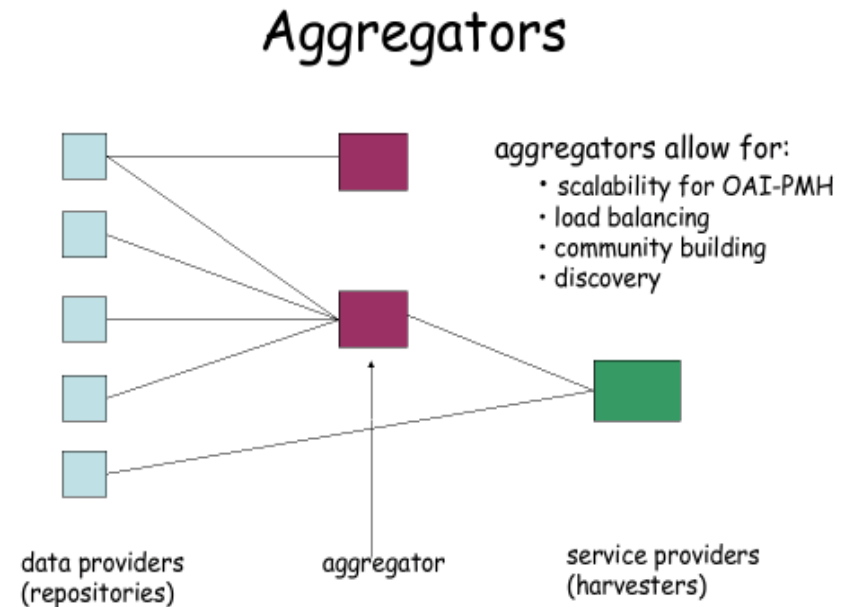 Aggregators
aggregators allow for:
• scalability for OAI-PMH
• load balancing
• community building
• discovery
data providers
(repositories)
aggregator
service providers
(harvesters)